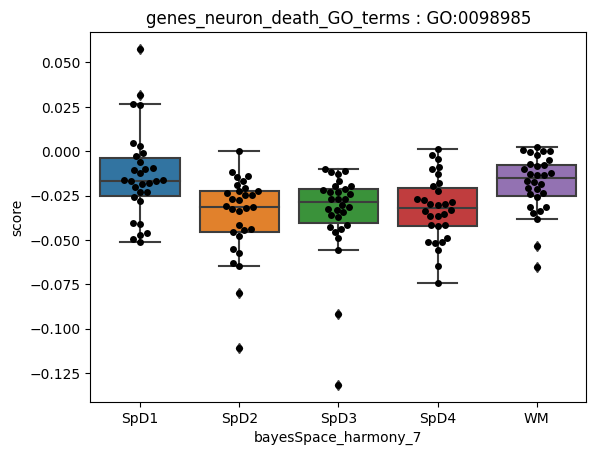 genes_neuron_death_GO_terms : GO:0098985
0.050
0.025
0.000
−0.025
−0.050
−0.075
−0.100
−0.125
score
SpD1 SpD2 SpD3 SpD4 WM
bayesSpace_harmony_7